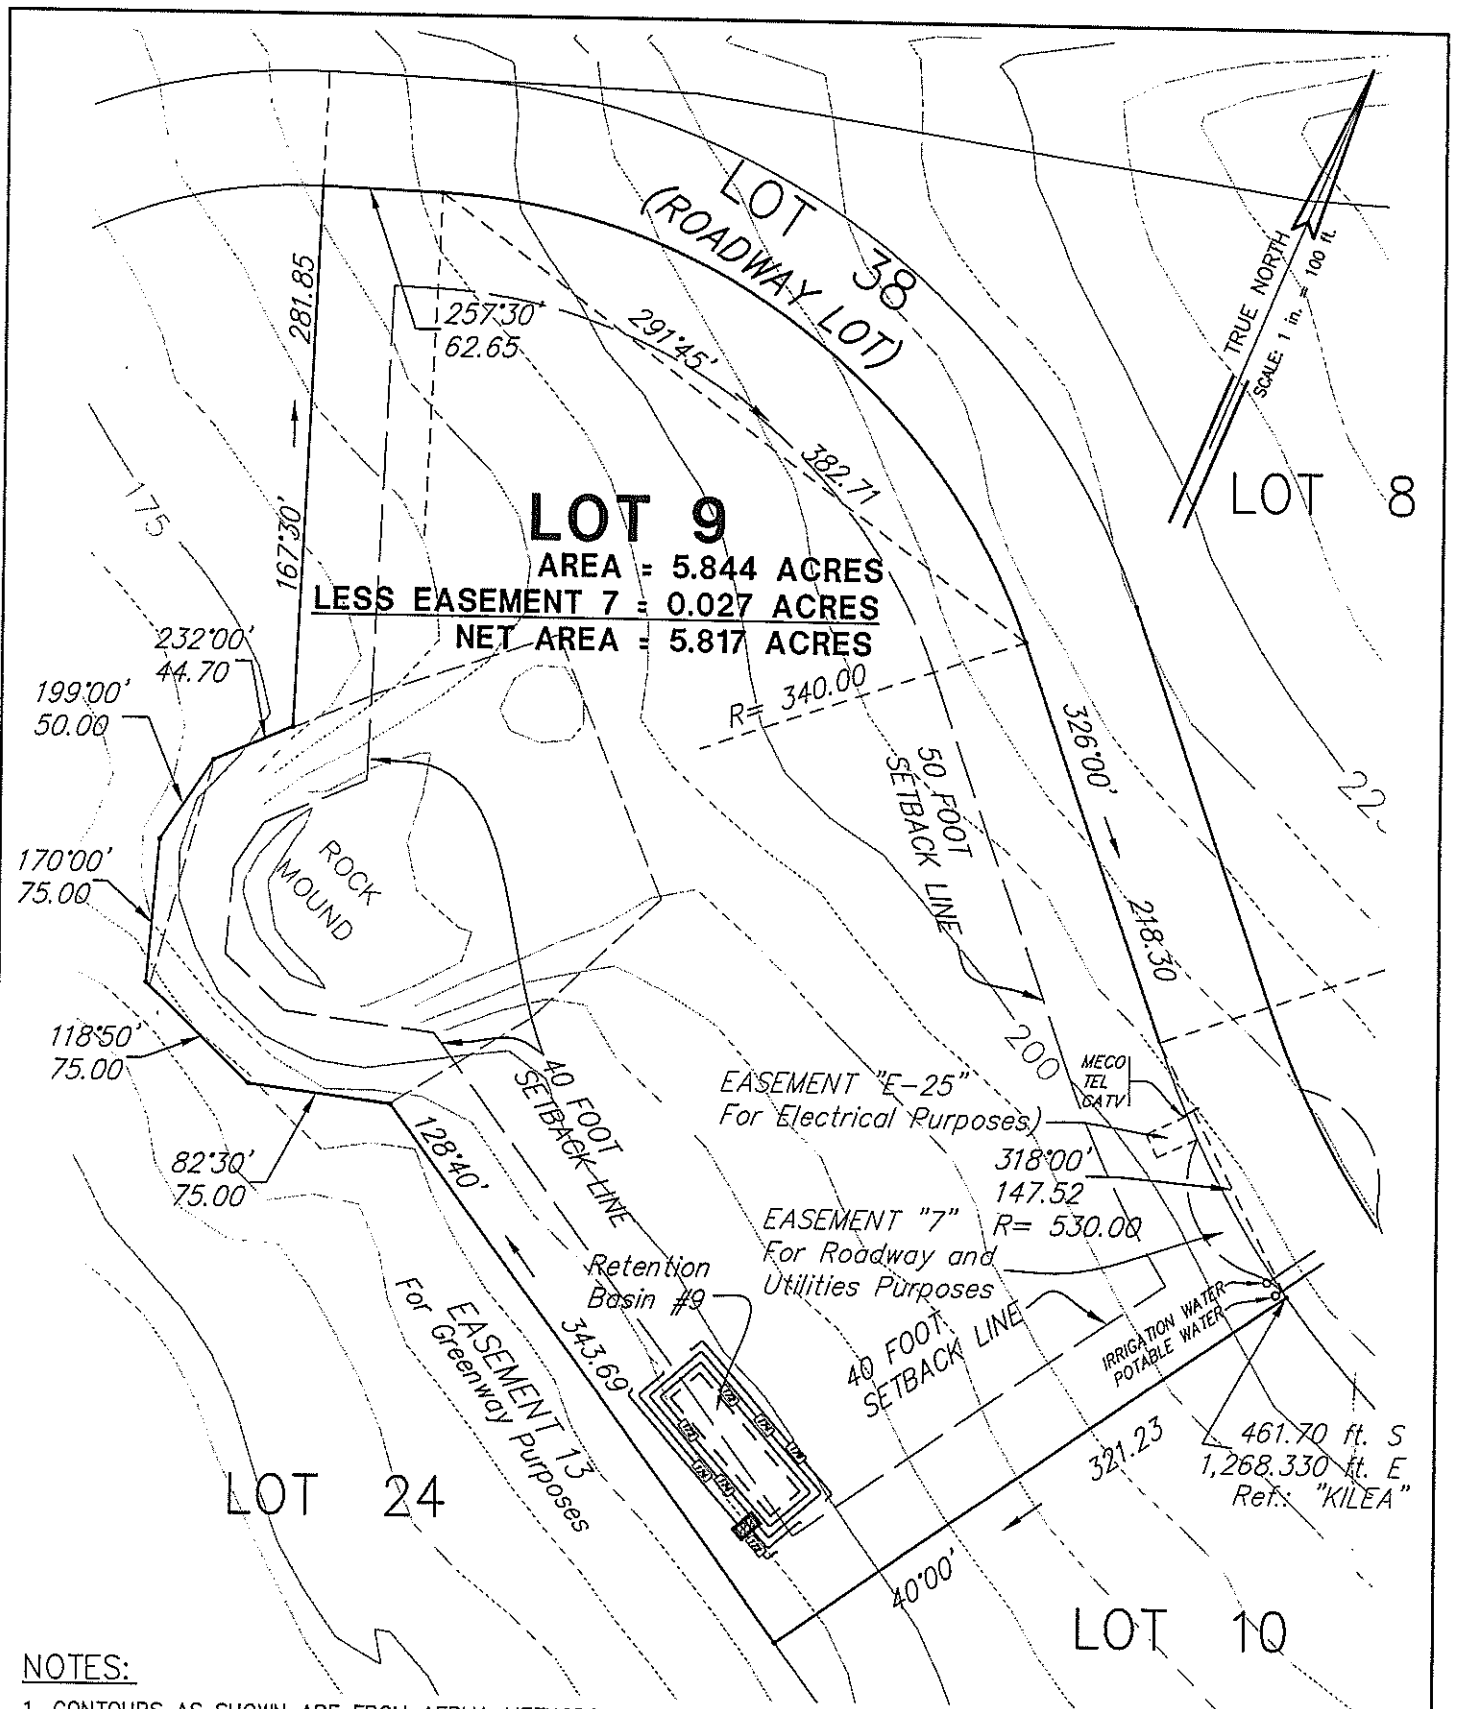 LOT 38
(ROADWAY LOT)
TRUE NORTH
SCALE: 1 in. = 100 ft.
281.85
167°30'
257°30'
62.65
291°45'
382.71
175
LOT 8
LOT 9
AREA = 5.844 ACRES
LESS EASEMENT 7 = 0.027 ACRES
NET AREA = 5.817 ACRES
232°00'
44.70
199°00'
50.00
R= 340.00
326°00'
218.30
50 FOOT
SETBACK LINE
170°00'
75.00
ROCK
MOUND
118°50'
75.00
200
40 FOOT
SETBACK LINE
MECO
TEL
CATV
EASEMENT "E-25"
For Electrical Purposes)
318°00'
147.52
R= 530.00
82°30'
75.00
128°40'
343.69
EASEMENT "7"
For Roadway and
Utilities Purposes
Retention
Basin #9
EASEMENT 13
For Greenway Purposes
40 FOOT
SETBACK LINE
IRRIGATION WATER
POTABLE WATER
461.70 ft. S
1,268.330 ft. E
Ref.: "KILEA"
321.23
40°00'
LOT 24
LOT 10
NOTES: